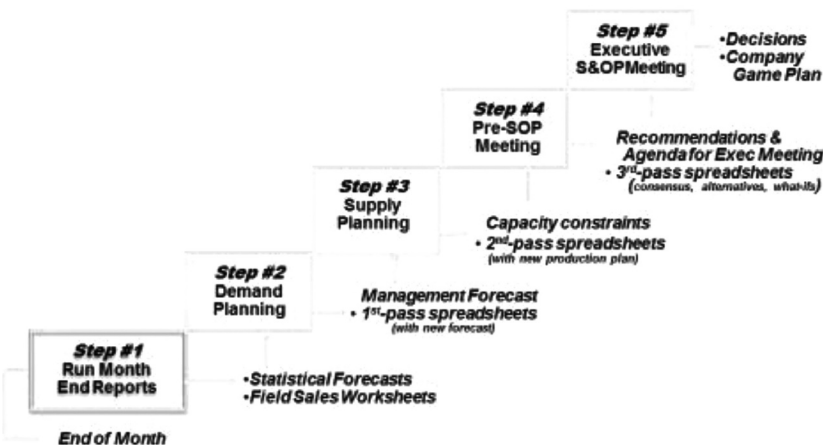 Step #5
Executive
S&OPMeeting
•Decisions
•Company
Game Plan
Step #4
Pre-SOP
Meeting
Recommendations &
Agenda for Exec Meeting
• 3rd-pass spreadsheets
(consensus, alternatives, what-ifs)
Step #3
Supply
Planning
Capacity constraints
• 2nd-pass spreadsheets
(with new production plan)
Step #2
Demand
Planning
Management Forecast
• 1st-pass spreadsheets
(with new forecast)
Step #1
Run Month
End Reports
•Statistical Forecasts
•Field Sales Worksheets
End of Month